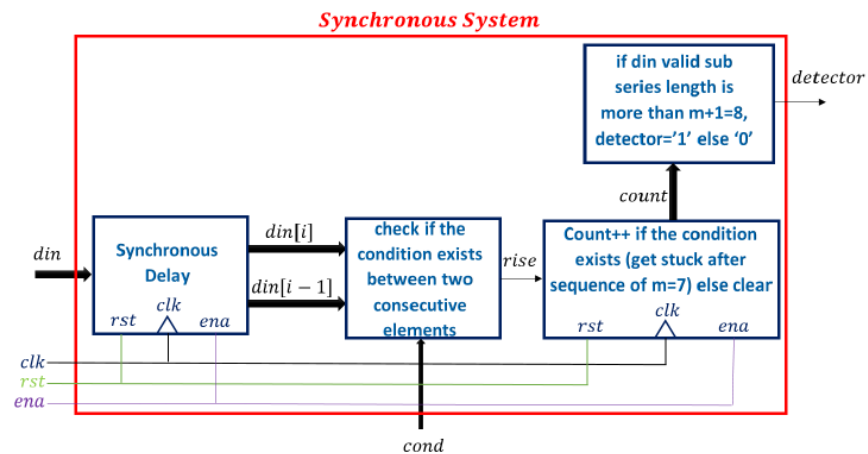 Synchronous System
if din valid sub
series length is
more than m+1=8,
detector='1' else ‘0’
detector
count
din
Synchronous
Delay
rst
clk
ena
din[i]
din[i − 1]
check if the
condition exists
between two
consecutive
elements
rise
Count++ if the condition
exists (get stuck after
sequence of m=7) else clear
rst
clk
ena
clk
rst
ena
cond